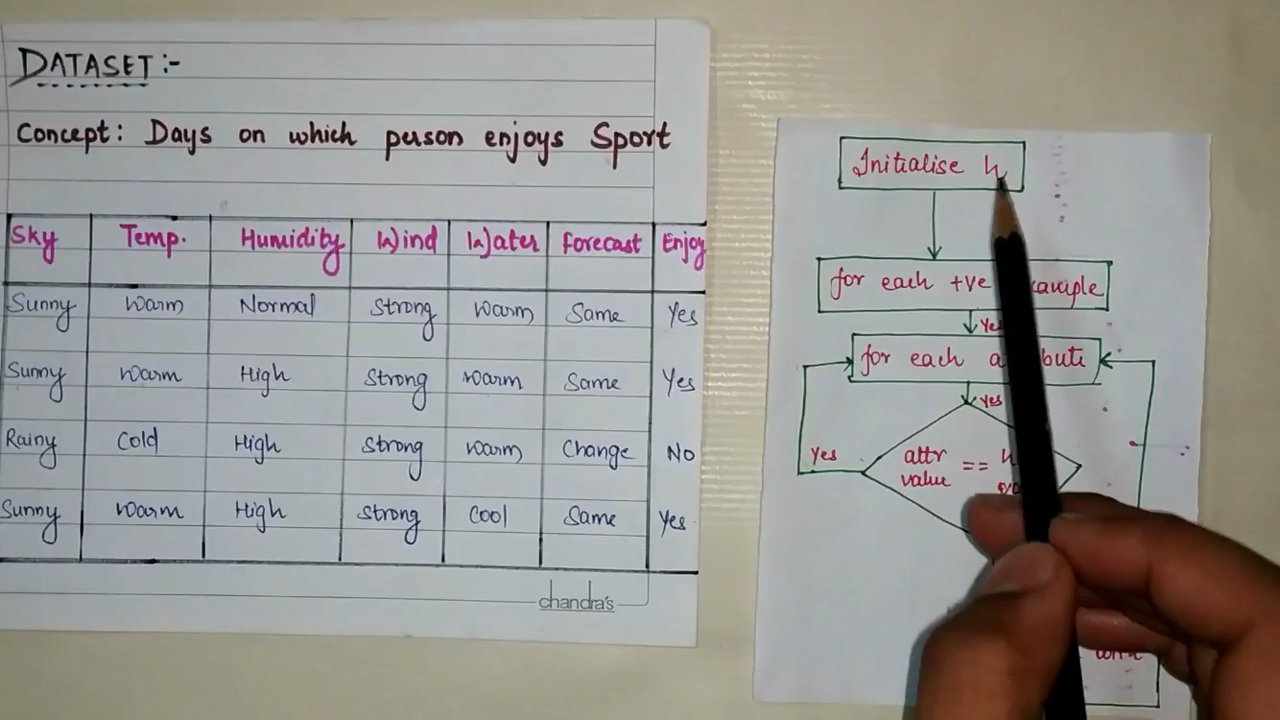 DATASET:-
Concept: Days on which person enjoys Sport
Sky Temp. Humidity Wind Water Forecast Enjoy
Sunny Warm Normal Strong Warm Same Yes
Sunny Warm High Strong Warm Same Yes
Rainy Cold High Strong Warm Change No
Sunny Warm High Strong Cool Same Yes
chandra's
Initialise h
for each +ve
Yes
for each
Yes
Yes
attr
value
== h